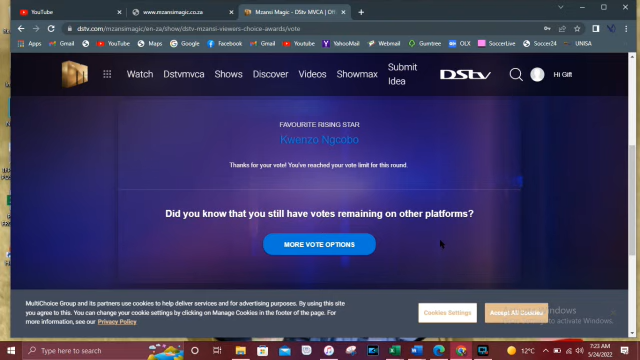 YouTube
www.mzansimagic.co.za
Mzansi Magic - DStv MVCA | Off
dstv.com/mzansimagic/en-za/show/dstv-mzansi-viewers-choice-awards/vote
Apps Gmail YouTube Maps Google Facebook Gmail YouTube YahooMail Webmail Gumtree OLX SoccerLive Soccer24 UNISA
Watch Dstvmvca Shows Discover Videos Showmax Submit Idea DStv Hi Gift
FAVOURITE RISING STAR
Kwenzo Ngcobo
Thanks for your vote! You've reached your vote limit for this round.
Did you know that you still have votes remaining on other platforms?
MORE VOTE OPTIONS
MultiChoice Group and its partners use cookies to help deliver services and for advertising purposes. By using this
site you agree to this. You can change your cookie settings by clicking on Manage Cookies in the footer of the page. For
more information, see our Privacy Policy
Cookies Settings
Accept All Cookies
to activate Windows.
Type here to search
12°C
7:23 AM
5/24/2022